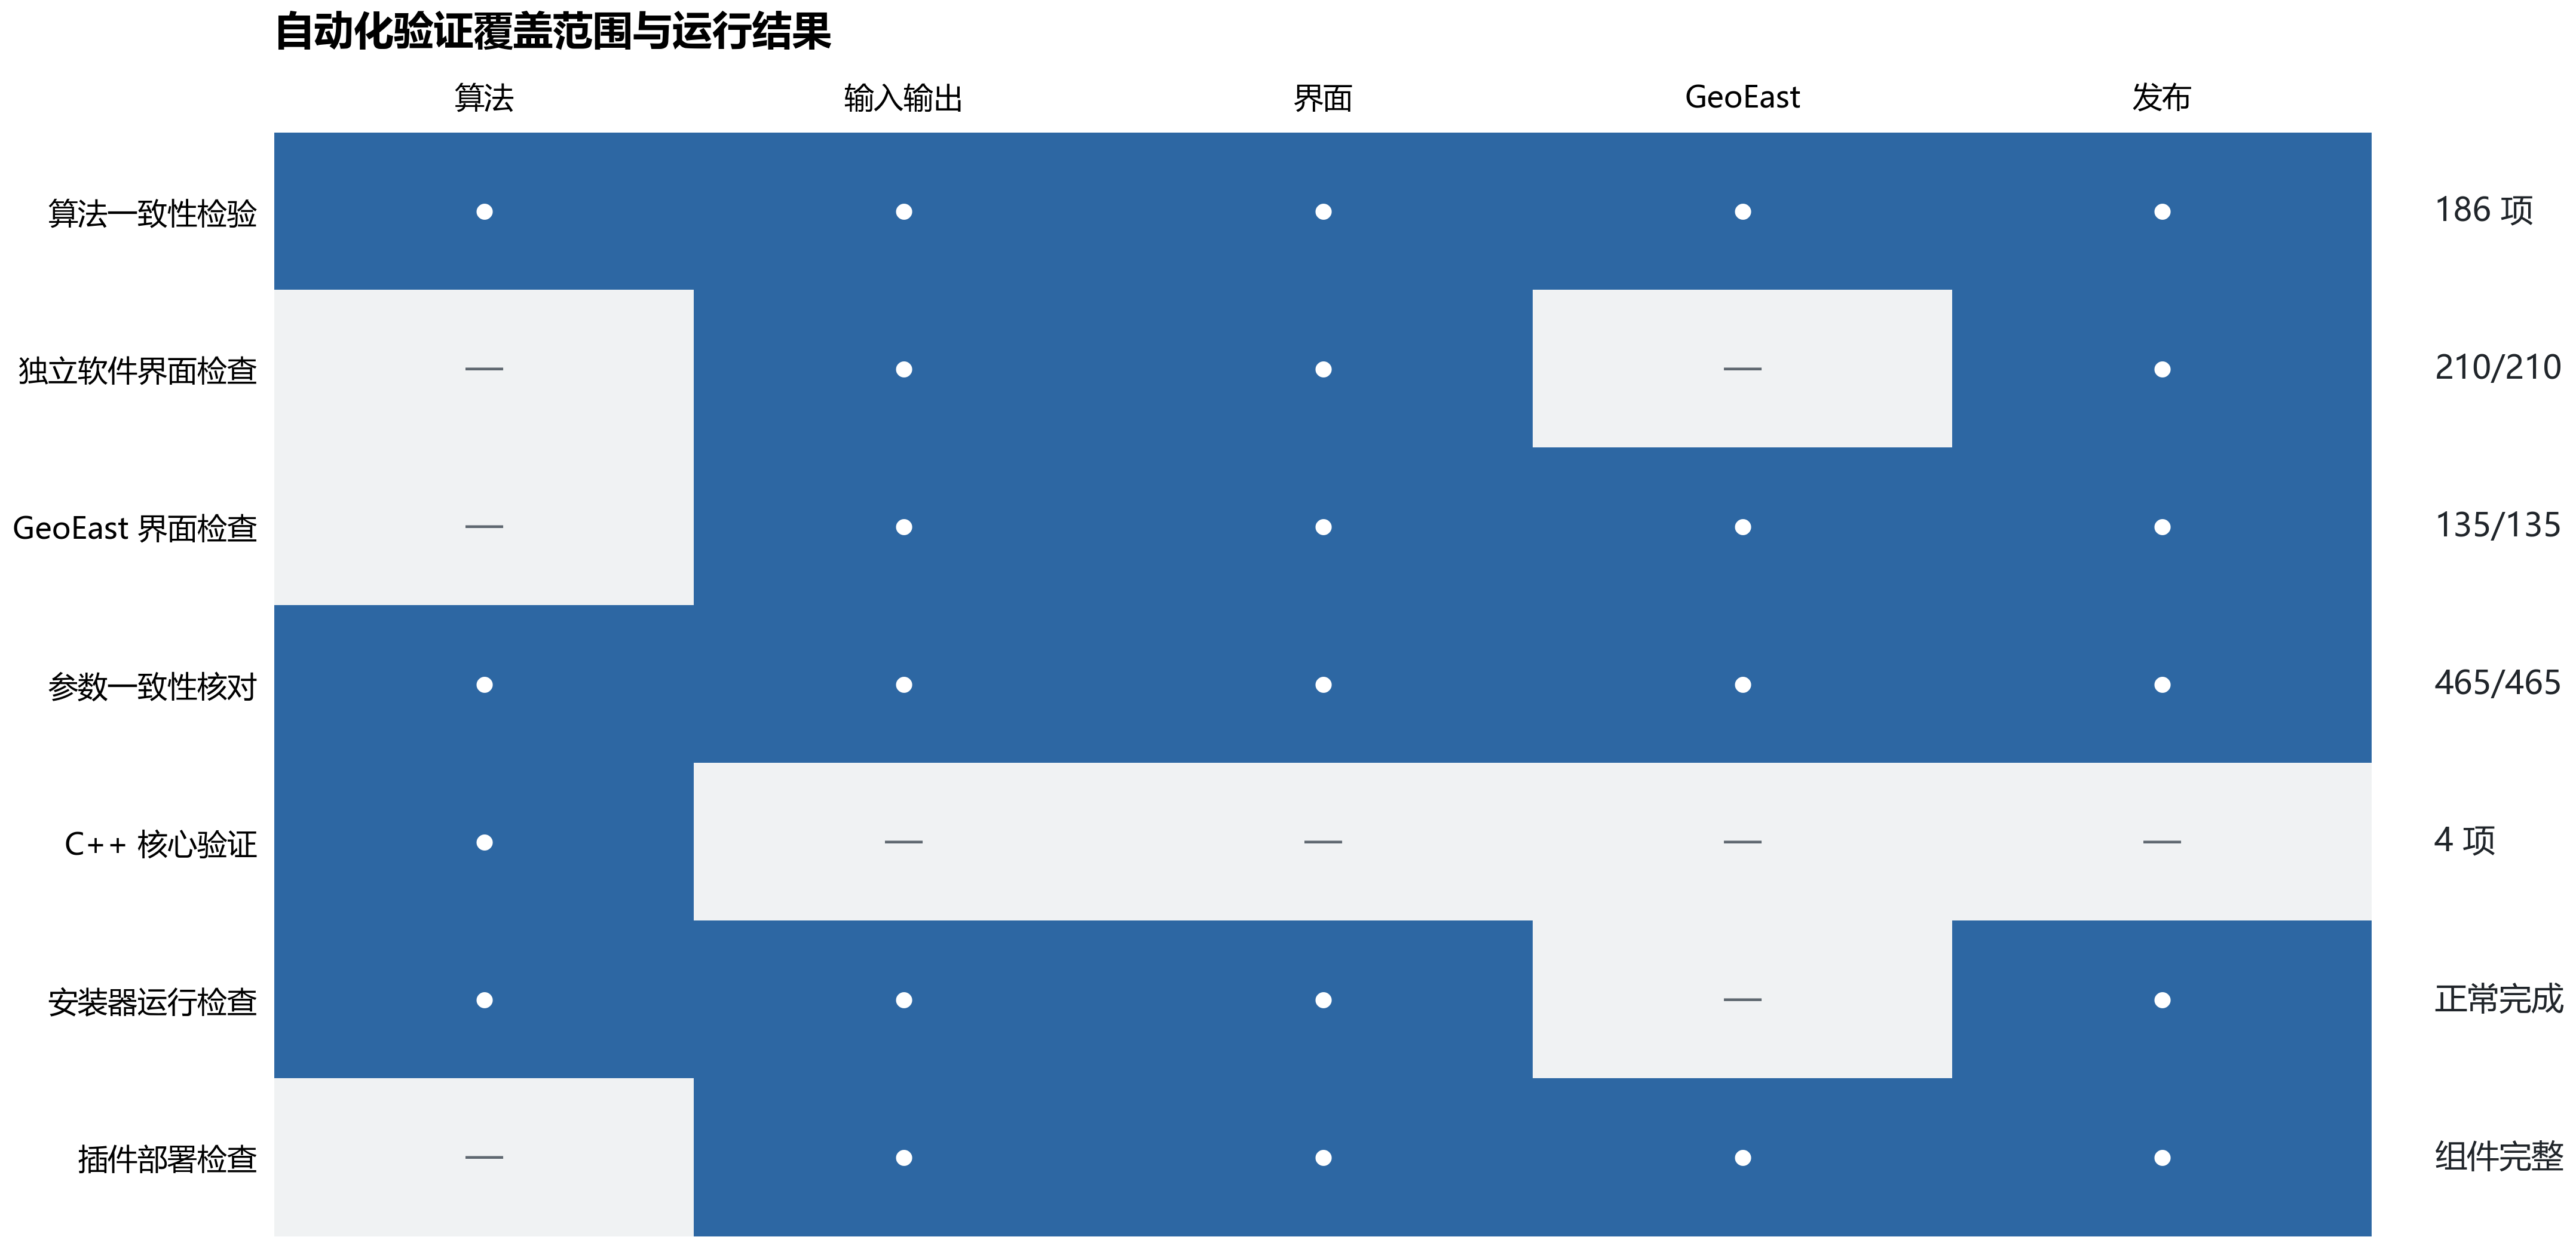 自动化验证覆盖范围与运行结果
算法 输入输出 界面 GeoEast 发布
算法一致性检验 ● ● ● ● ● 186 项
独立软件界面检查 — ● ● — ● 210/210
GeoEast 界面检查 — ● ● ● ● 135/135
参数一致性核对 ● ● ● ● ● 465/465
C++ 核心验证 ● — — — — 4 项
安装器运行检查 ● ● ● — ● 正常完成
插件部署检查 — ● ● ● ● 组件完整